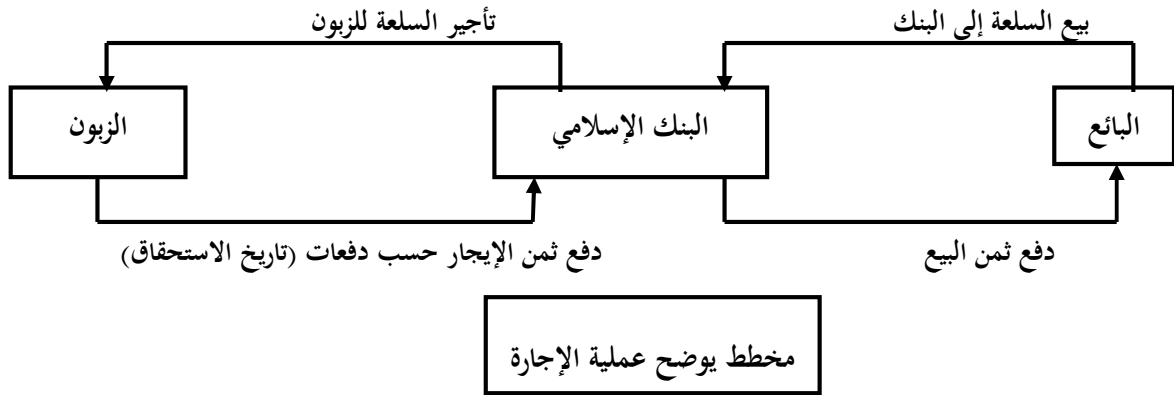 بيع السلعة إلى البنك
تأجير السلعة للزبون
البائع
البنك الإسلامي
الزبون
دفع ثمن البيع
دفع ثمن الإيجار حسب دفعات (تاريخ الاستحقاق)
مخطط يوضح عملية الإجارة